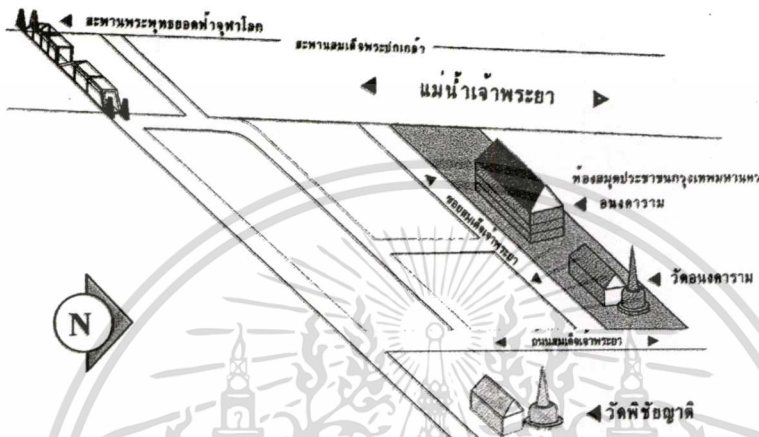 สะพานพระพุทธยอดฟ้าจุฬาโลก
สะพานสมเด็จพระปกเกล้า
แม่น้ำเจ้าพระยา
ห้องสมุดประชาชนกรุงเทพมหานคร
อนงคาราม
ซอยสมเด็จเจ้าพระยา
วัดอนงคาราม
N
ถนนสมเด็จเจ้าพระยา
วัดพิชัยญาติ